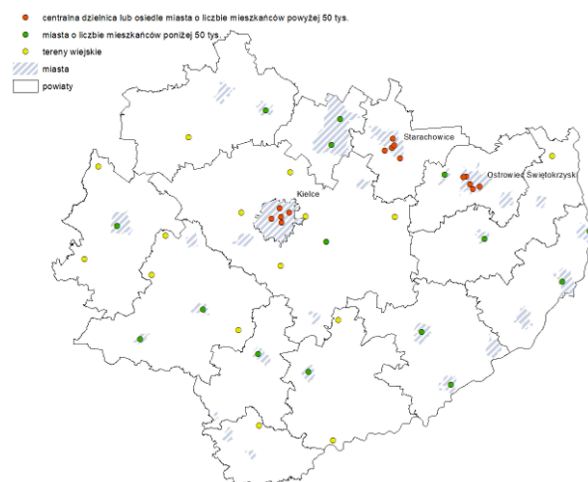 centralna dzielnica lub osiedle miasta o liczbie mieszkańców powyżej 50 tys.
miasta o liczbie mieszkańców poniżej 50 tys.
tereny wiejskie
miasta
powiaty
Starachowice
Ostrowiec Świętokrzysk
Kielce